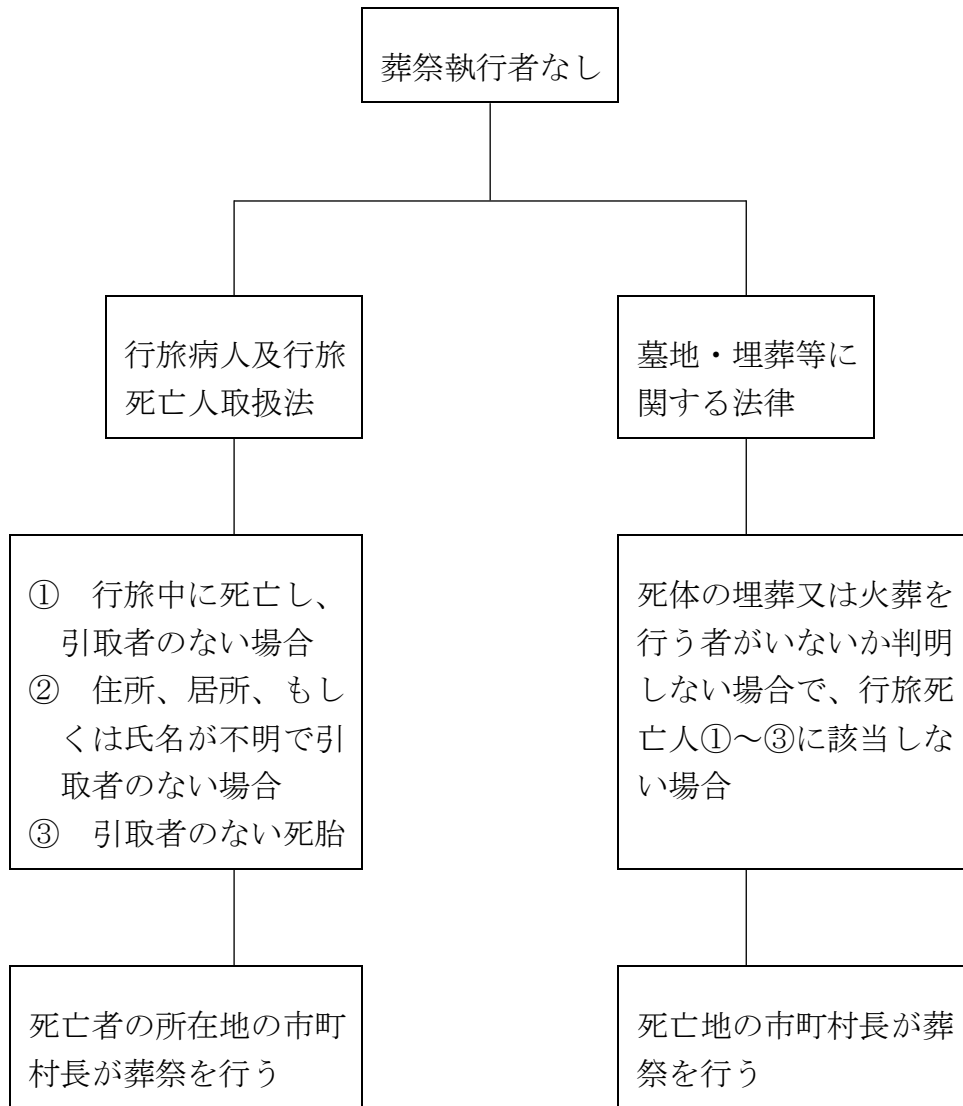 葬祭執行者なし
行旅病人及行旅
死亡人取扱法
墓地・埋葬等に
関する法律
① 行旅中に死亡し、
引取者のない場合
② 住所、居所、もし
くは氏名が不明で引
取者のない場合
③ 引取者のない死胎
死体の埋葬又は火葬を
行う者がいないか判明
しない場合で、行旅死
亡人①～③に該当しな
い場合
死亡者の所在地の市町
村長が葬祭を行う
死亡地の市町村長が葬
祭を行う